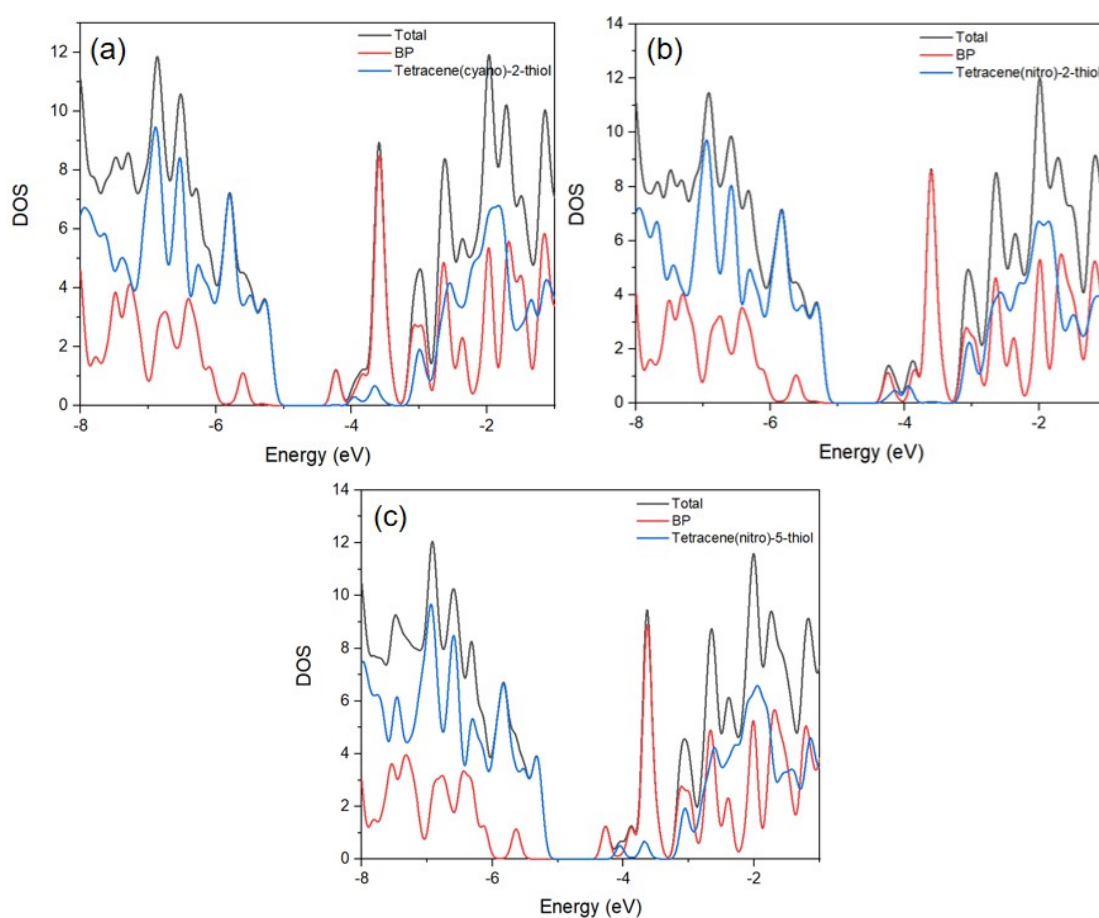 (a)
Total
BP
Tetracene(cyano)-2-thiol
12
10
8
6
4
2
0
DOS
-8
-6
-4
-2
Energy (eV)
(b)
Total
BP
Tetracene(nitro)-2-thiol
14
12
10
8
6
4
2
0
DOS
-8
-6
-4
-2
Energy (eV)
(c)
Total
BP
Tetracene(nitro)-5-thiol
14
12
10
8
6
4
2
0
DOS
-8
-6
-4
-2
Energy (eV)